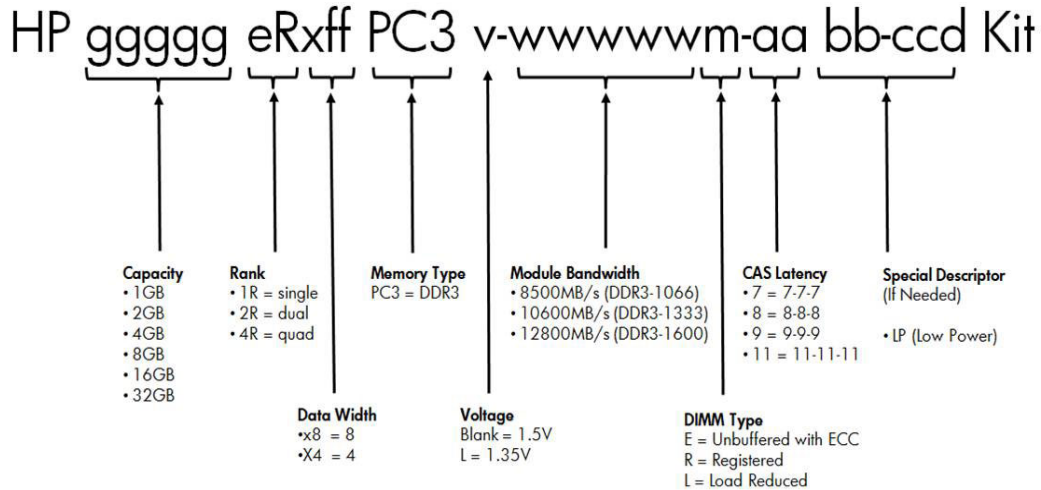 HP ggggg eRxff PC3 v-wwwwwm-aa bb-ccd Kit
Capacity
• 1GB
• 2GB
• 4GB
• 8GB
• 16GB
• 32GB
Rank
• 1R = single
• 2R = dual
• 4R = quad
Memory Type
PC3 = DDR3
Module Bandwidth
• 8500MB/s (DDR3-1066)
• 10600MB/s (DDR3-1333)
• 12800MB/s (DDR3-1600)
CAS Latency
• 7 = 7-7-7
• 8 = 8-8-8
• 9 = 9-9-9
• 11 = 11-11-11
Special Descriptor
(If Needed)
• LP (Low Power)
Data Width
•x8 = 8
•X4 = 4
Voltage
Blank = 1.5V
L = 1.35V
DIMM Type
E = Unbuffered with ECC
R = Registered
L = Load Reduced